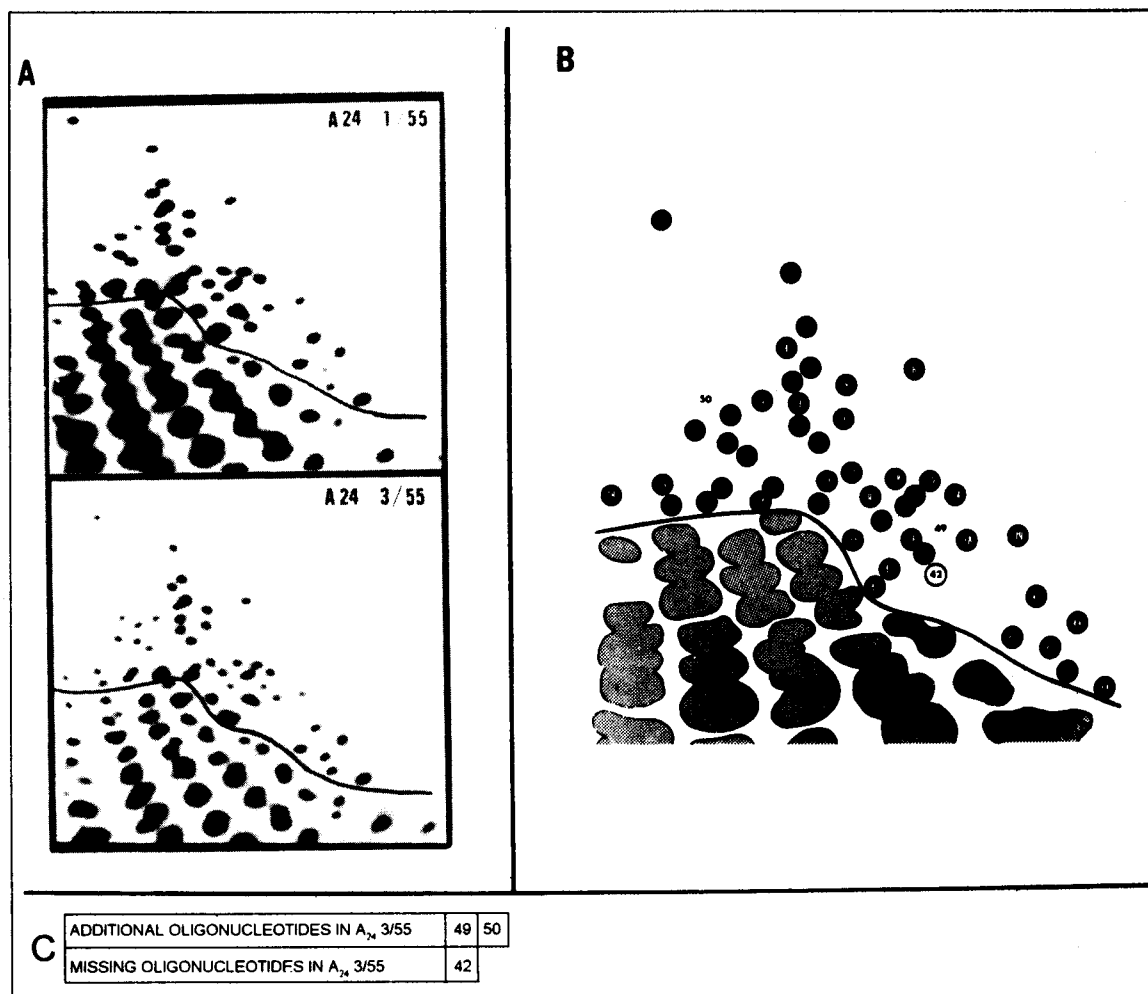 A
A 24 1/55
A 24 3/55
B
50
49
42
C
ADDITIONAL OLIGONUCLEOTIDES IN A₂₄ 3/55 49 50
MISSING OLIGONUCLEOTIDES IN A₂₄ 3/55 42